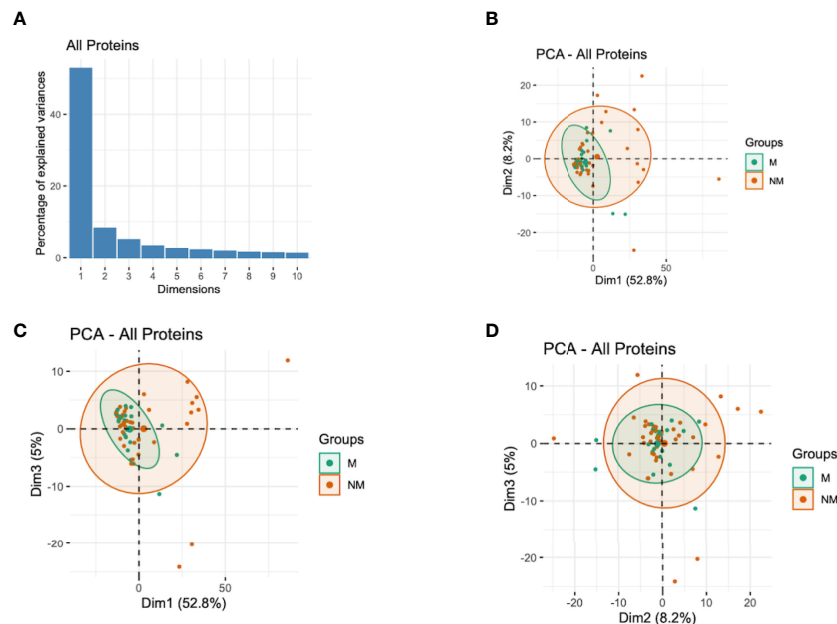 A
All Proteins
Percentage of explained variances
40
20
0
1 2 3 4 5 6 7 8 9 10
Dimensions
B
PCA - All Proteins
Dim2 (8.2%)
20
10
0
-10
-20
0 50
Dim1 (52.8%)
Groups
M
NM
C
PCA - All Proteins
Dim3 (5%)
10
0
-10
-20
0 50
Dim1 (52.8%)
Groups
M
NM
D
PCA - All Proteins
Dim3 (5%)
10
0
-10
-20
-20 -10 0 10 20
Dim2 (8.2%)
Groups
M
NM